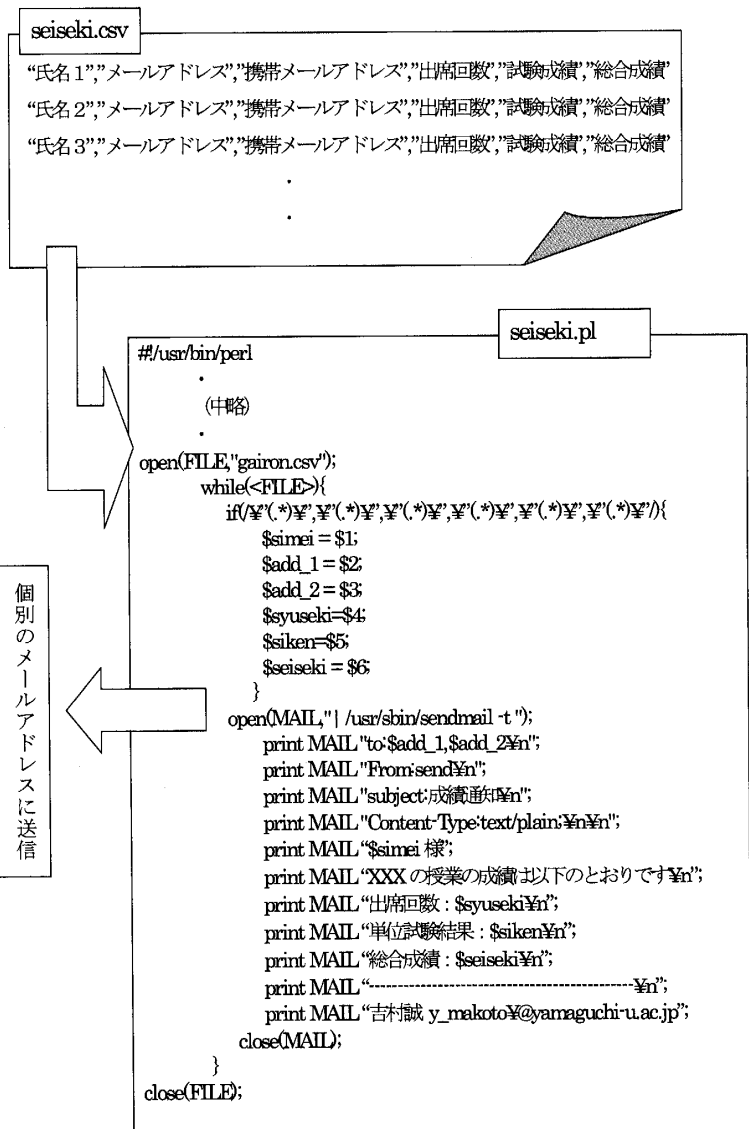 seiseki.csv
“氏名1”,”メールアドレス”,”携帯メールアドレス”,”出席回数”,”試験成績”,”総合成績”
“氏名2”,”メールアドレス”,”携帯メールアドレス”,”出席回数”,”試験成績”,”総合成績”
“氏名3”,”メールアドレス”,”携帯メールアドレス”,”出席回数”,”試験成績”,”総合成績”
・
・
seiseki.pl
#!/usr/bin/perl
・
(中略)
・
open(FILE,"gairon.csv");
while(<FILE>){
if(/¥”(.*)¥”,¥”(.*)¥”,¥”(.*)¥”,¥”(.*)¥”,¥”(.*)¥”,¥”(.*)¥”/){
$simei = $1;
$add_1 = $2;
$add_2 = $3;
$syuseki=$4;
$siken=$5;
$seiseki = $6;
}
open(MAIL,"| /usr/sbin/sendmail -t ");
print MAIL "to:$add_1,$add_2¥n";
print MAIL "From:send¥n";
print MAIL "subject:成績通知¥n";
print MAIL "Content-Type:text/plain;¥n¥n";
print MAIL “$simei 様”;
print MAIL “XXX の授業の成績は以下のとおりです¥n”;
print MAIL “出席回数：$syuseki¥n”;
print MAIL “単位試験結果：$siken¥n”;
print MAIL “総合成績：$seiseki¥n”;
print MAIL “----------------------------------------------¥n”;
print MAIL “吉村誠 y_makoto¥@yamaguchi-u.ac.jp”;
close(MAIL);
}
close(FILE);
個別のメールアドレスに送信